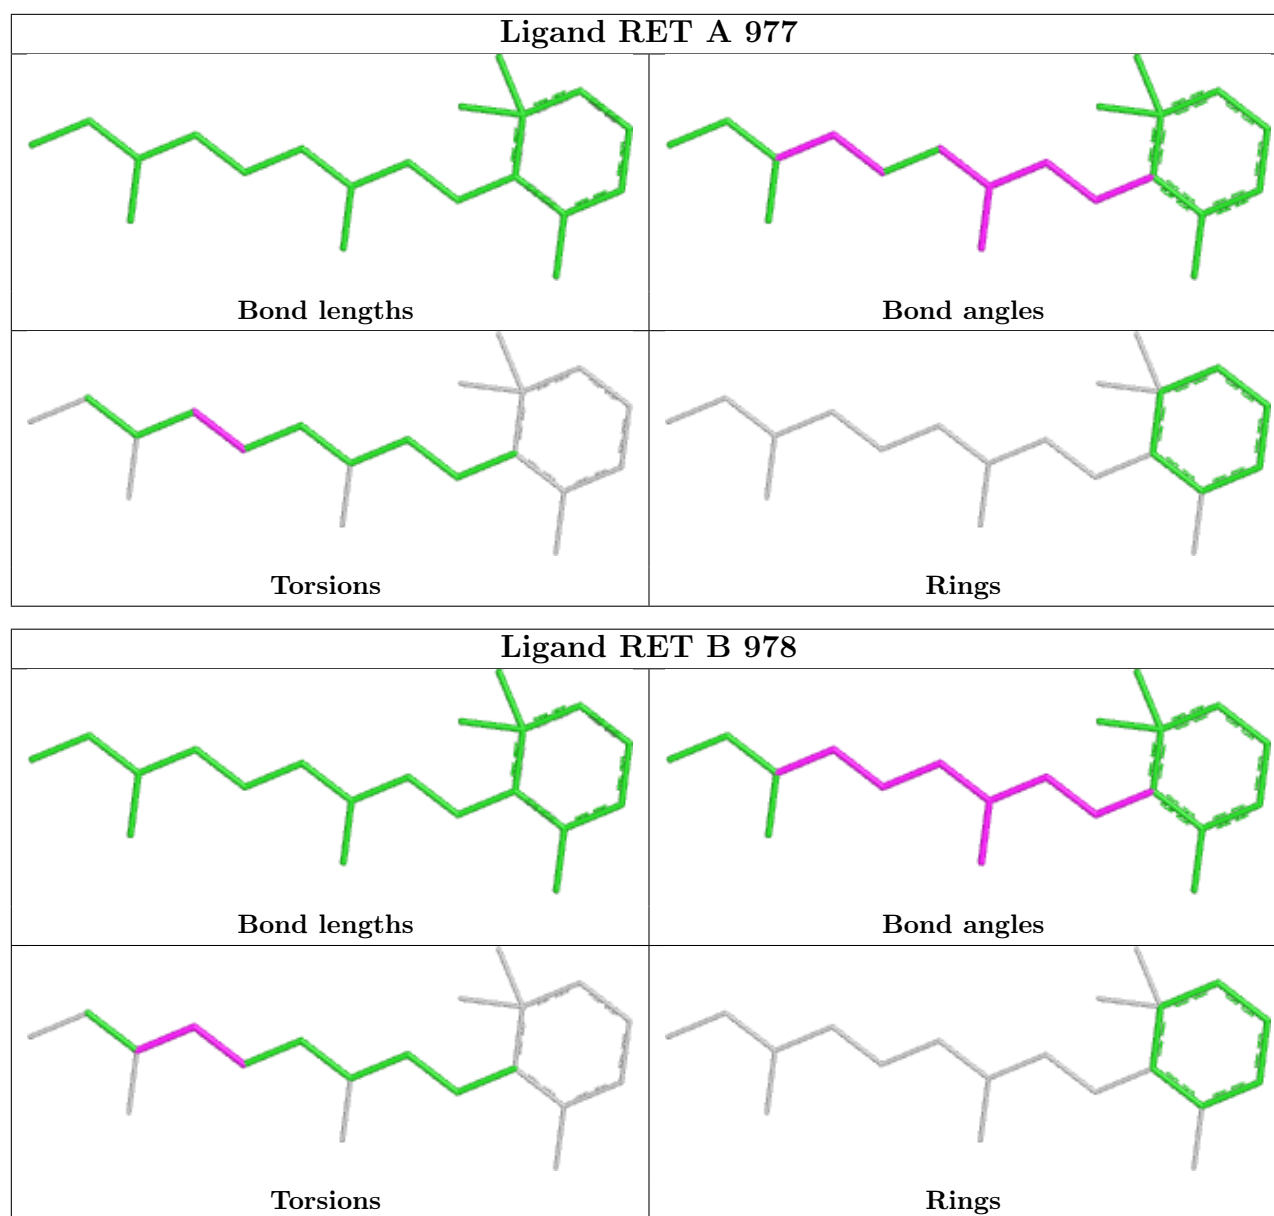 Ligand RET A 977
Bond lengths
Bond angles
Torsions
Rings
Ligand RET B 978
Bond lengths
Bond angles
Torsions
Rings